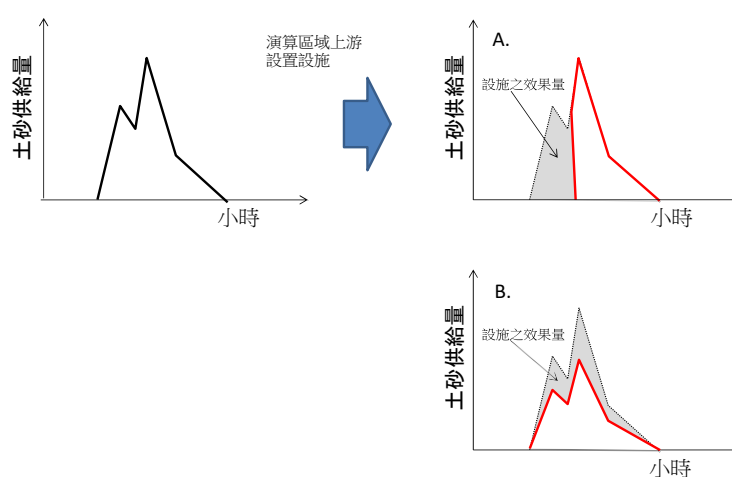 土砂供給量
小時
演算區域上游
設置設施
A.
設施之效果量
土砂供給量
小時
B.
設施之效果量
土砂供給量
小時